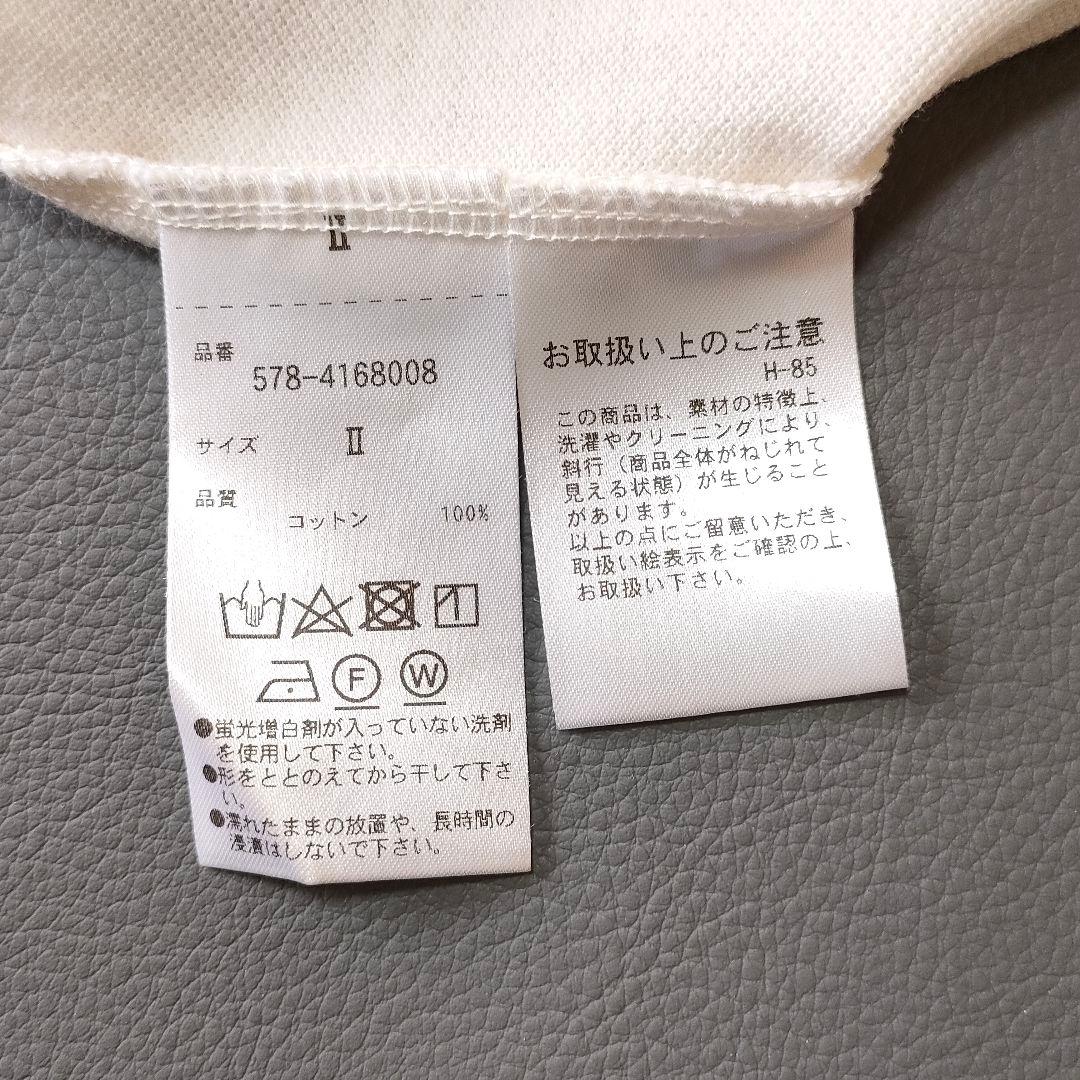 II
品番
578-4168008
サイズ II
品質
コットン 100%
F W
●蛍光増白剤が入っていない洗剤
を使用して下さい。
●形をととのえてから干して下さ
い。
●濡れたままの放置や、長時間の
浸漬はしないで下さい。
お取扱い上のご注意
H-85
この商品は、素材の特徴上、
洗濯やクリーニングにより、
斜行（商品全体がねじれて
見える状態）が生じること
があります。
以上の点にご留意いただき、
取扱い絵表示をご確認の上、
お取扱い下さい。